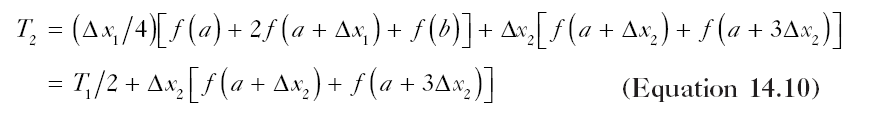 T₂ = (Δx₁/4)[f(a) + 2f(a + Δx₁) + f(b)] + Δx₂[f(a + Δx₂) + f(a + 3Δx₂)]
= T₁/2 + Δx₂[f(a + Δx₂) + f(a + 3Δx₂)] (Equation 14.10)